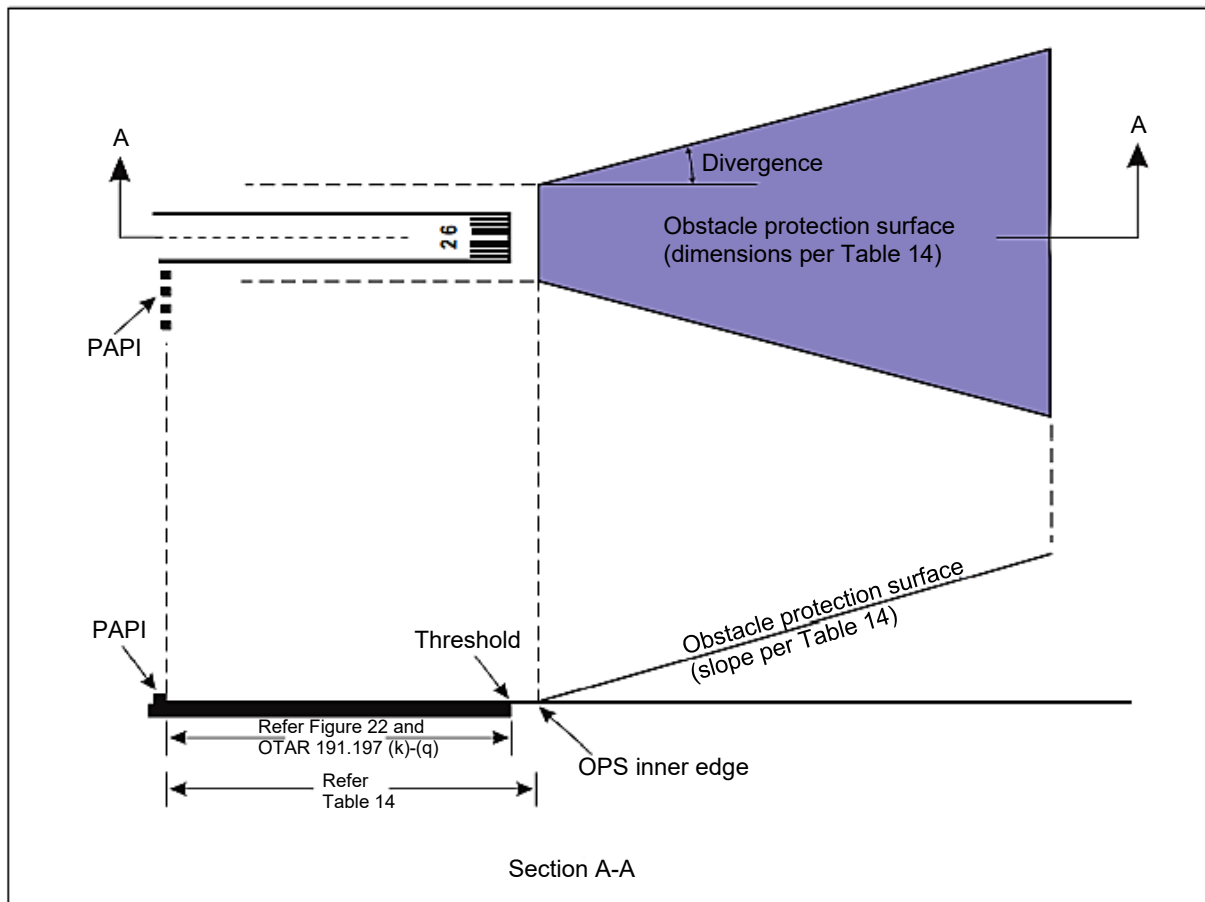 A
A
Divergence
Obstacle protection surface
(dimensions per Table 14)
26
PAPI
Obstacle protection surface
(slope per Table 14)
PAPI
Threshold
Refer Figure 22 and
OTAR 191.197 (k)-(q)
OPS inner edge
Refer
Table 14
Section A-A